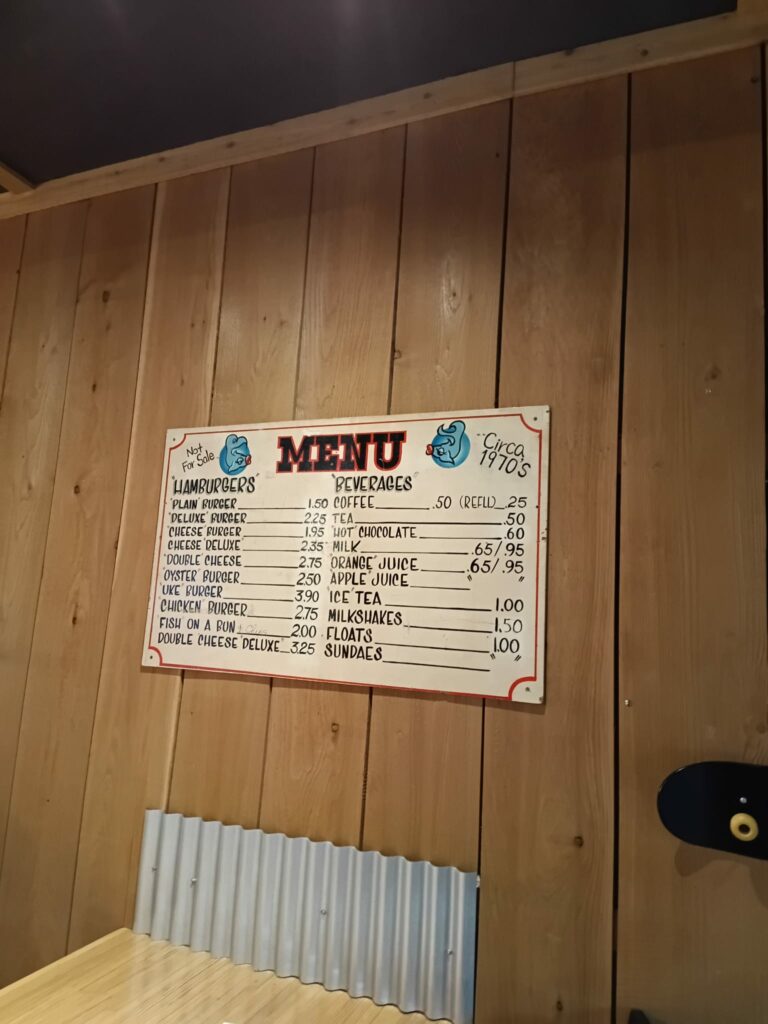 Not
For Sale
MENU
Circa
1970'S
"HAMBURGERS"
"PLAIN" BURGER 1.50
"DELUXE" BURGER 2.25
CHEESE BURGER 1.95
CHEESE DELUXE 2.35
"DOUBLE" CHEESE 2.75
OYSTER BURGER 2.50
UKE BURGER 3.90
CHICKEN BURGER 2.75
FISH ON A BUN 2.00
DOUBLE CHEESE DELUXE 3.25
"BEVERAGES"
COFFEE .50 (REFLL) .25
TEA .50
"HOT" CHOCOLATE .60
MILK .65/.95
"ORANGE" JUICE .65/.95
"APPLE" JUICE " "
"ICE" TEA 1.00
MILKSHAKES 1.50
FLOATS 1.00
SUNDAES " "